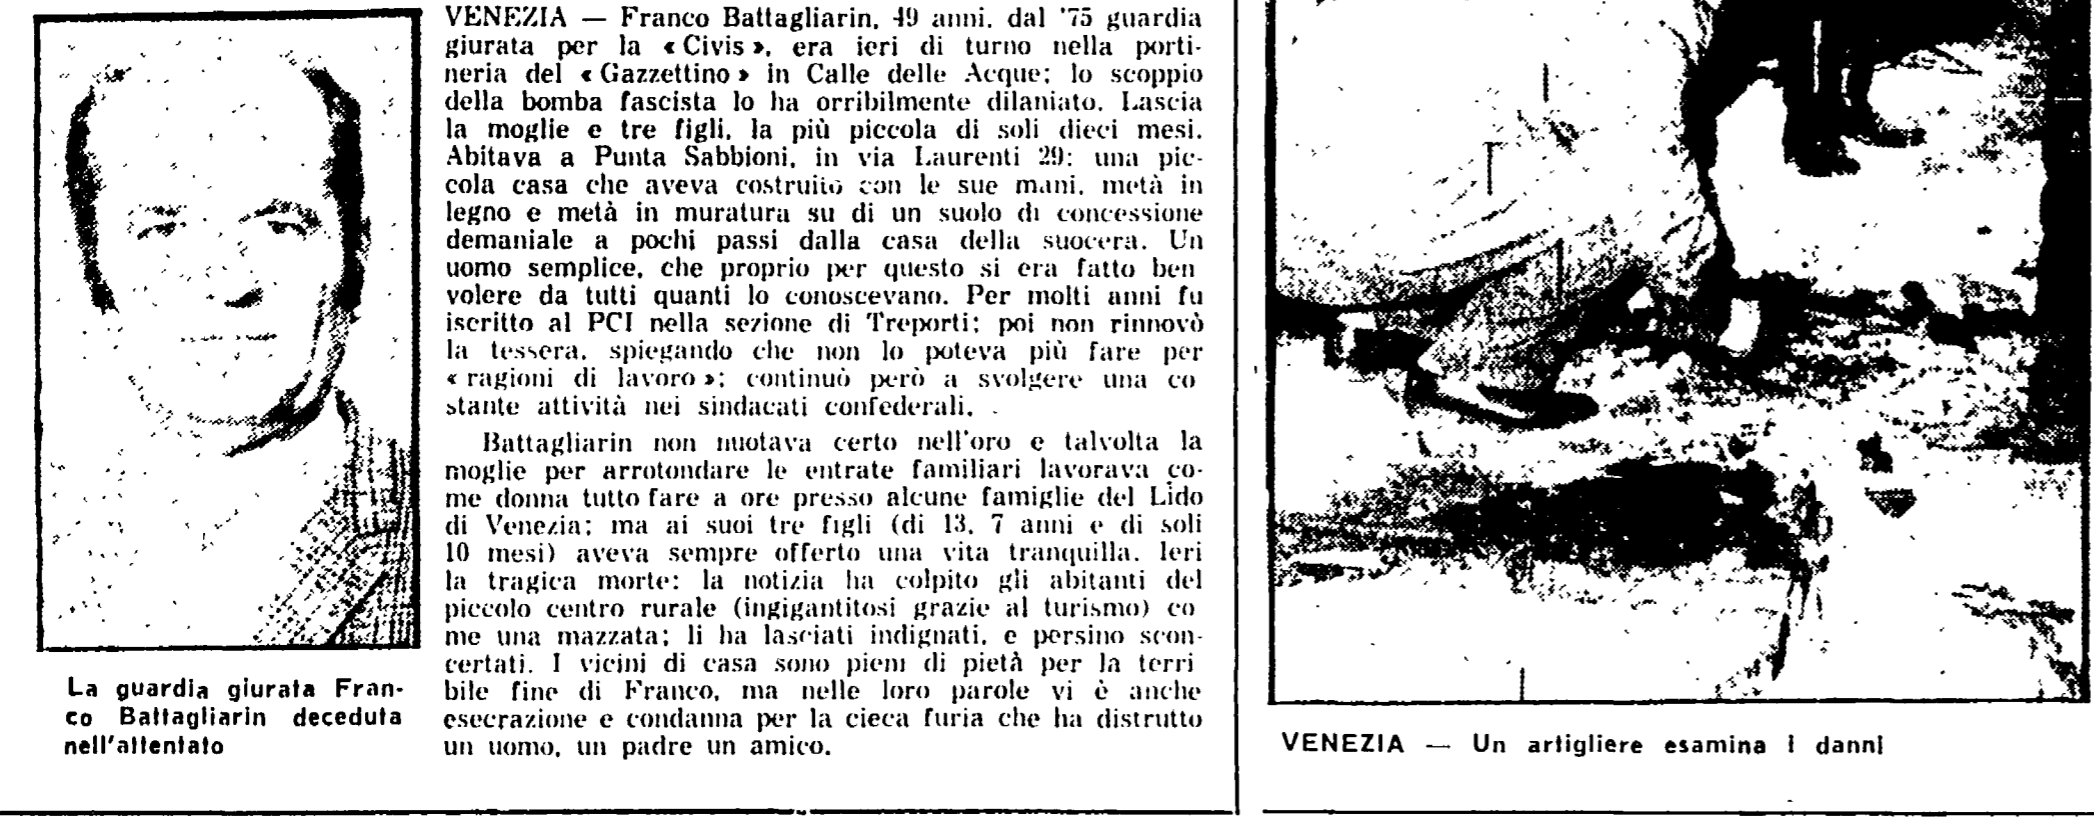 VENEZIA — Franco Battagliarin, 49 anni, dal '75 guardia
giurata per la «Civis», era ieri di turno nella porti-
neria del «Gazzettino» in Calle delle Acque; lo scoppio
della bomba fascista lo ha orribilmente dilaniato. Lascia
la moglie e tre figli, la più piccola di soli dieci mesi.
Abitava a Punta Sabbioni, in via Laurenti 29: una pic-
cola casa che aveva costruito con le sue mani, metà in
legno e metà in muratura su di un suolo di concessione
demaniale a pochi passi dalla casa della suocera. Un
uomo semplice, che proprio per questo si era fatto ben
volere da tutti quanti lo conoscevano. Per molti anni fu
iscritto al PCI nella sezione di Treporti; poi non rinnovò
la tessera, spiegando che non lo poteva più fare per
«ragioni di lavoro»; continuò però a svolgere una co
stante attività nei sindacati confederali.
Battagliarin non nuotava certo nell'oro e talvolta la
moglie per arrotondare le entrate familiari lavorava co-
me donna tutto fare a ore presso alcune famiglie del Lido
di Venezia; ma ai suoi tre figli (di 13, 7 anni e di soli
10 mesi) aveva sempre offerto una vita tranquilla. Ieri
la tragica morte: la notizia ha colpito gli abitanti del
piccolo centro rurale (ingigantitosi grazie al turismo) co
me una mazzata; li ha lasciati indignati, e persino scon-
certati. I vicini di casa sono pieni di pietà per la terri
bile fine di Franco, ma nelle loro parole vi è anche
esecrazione e condanna per la cieca furia che ha distrutto
un uomo, un padre un amico.
La guardia giurata Fran-
co Battagliarin deceduta
nell'attentato
VENEZIA — Un artigliere esamina i danni